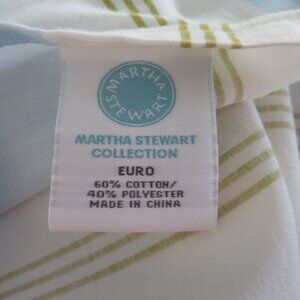 MARTHA
STEWART
MARTHA STEWART
COLLECTION
EURO
60% COTTON/
40% POLYESTER
MADE IN CHINA